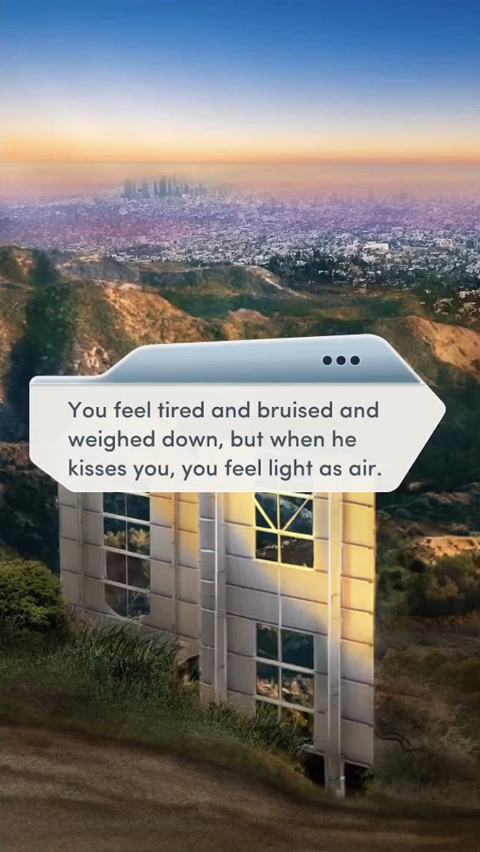 You feel tired and bruised and
weighed down, but when he
kisses you, you feel light as air.